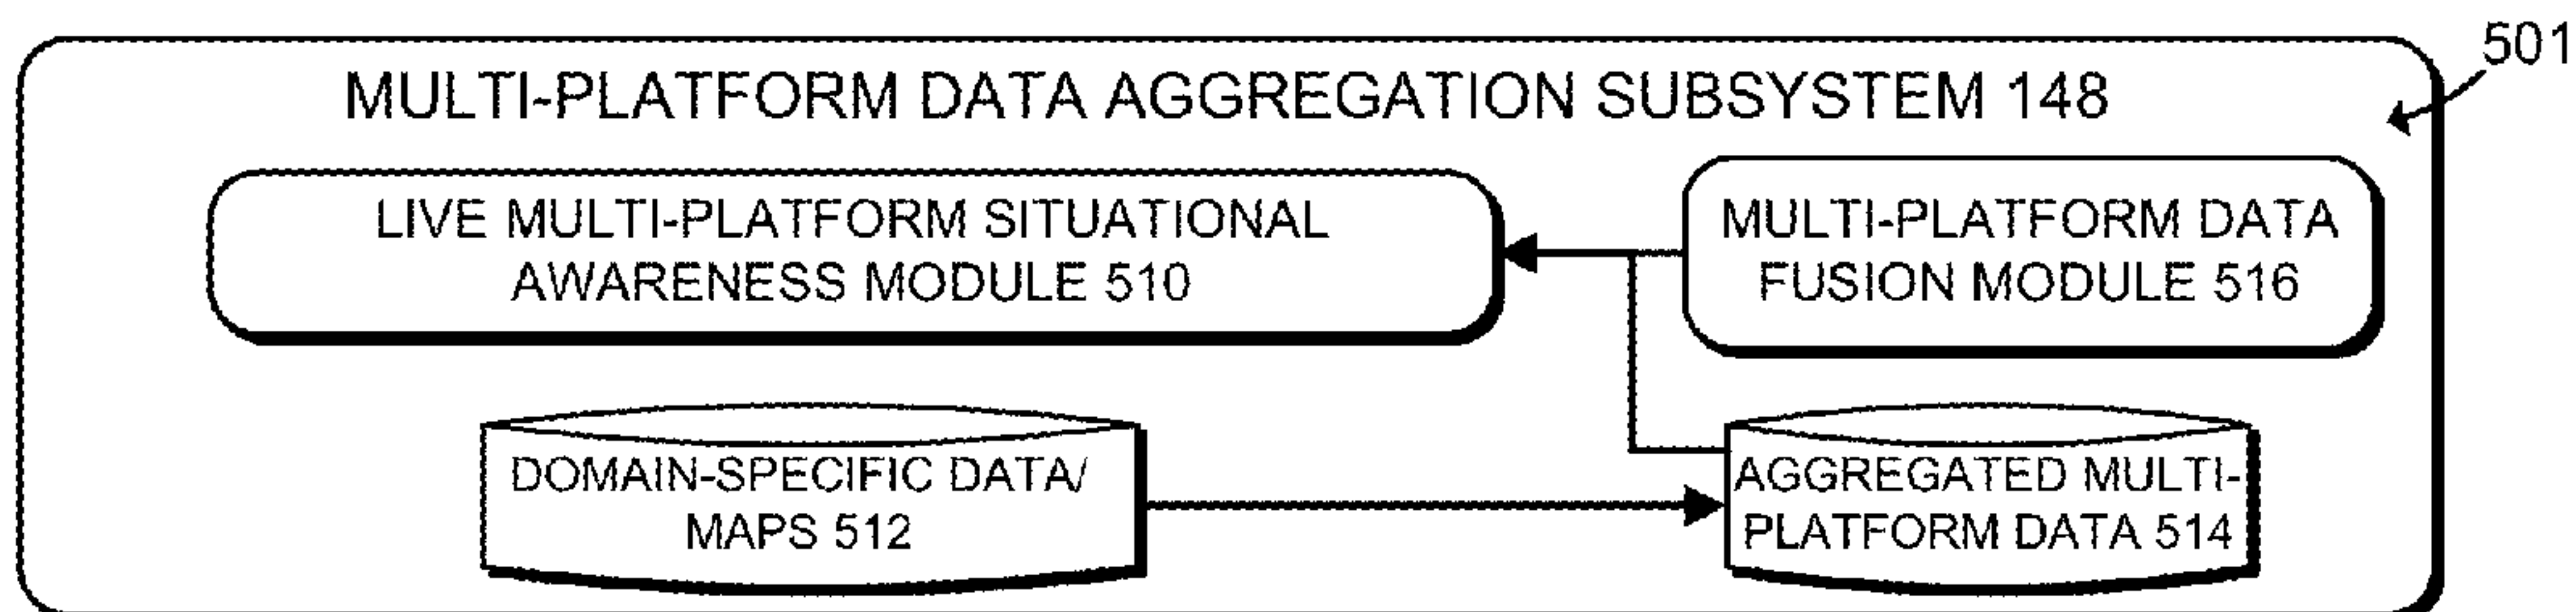 501
MULTI-PLATFORM DATA AGGREGATION SUBSYSTEM 148
LIVE MULTI-PLATFORM SITUATIONAL
AWARENESS MODULE 510
MULTI-PLATFORM DATA
FUSION MODULE 516
DOMAIN-SPECIFIC DATA/
MAPS 512
AGGREGATED MULTI-
PLATFORM DATA 514